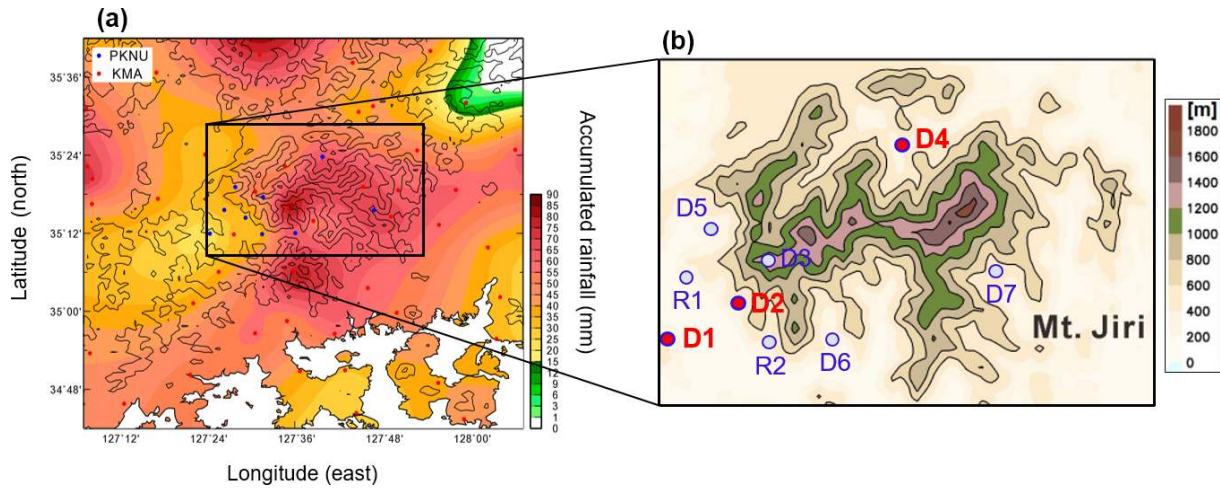 (a)
(b)
PKNU
KMA
35°36'
35°24'
35°12'
35°00'
34°48'
127°12'
127°24'
127°36'
127°48'
128°00'
Latitude (north)
Longitude (east)
Accumulated rainfall (mm)
90
85
80
75
70
65
60
55
50
45
40
35
30
25
20
15
12
9
6
3
1
0
D4
D5
D3
R1
D7
D2
D1
R2
D6
Mt. Jiri
[m]
1800
1600
1400
1200
1000
800
600
400
200
0